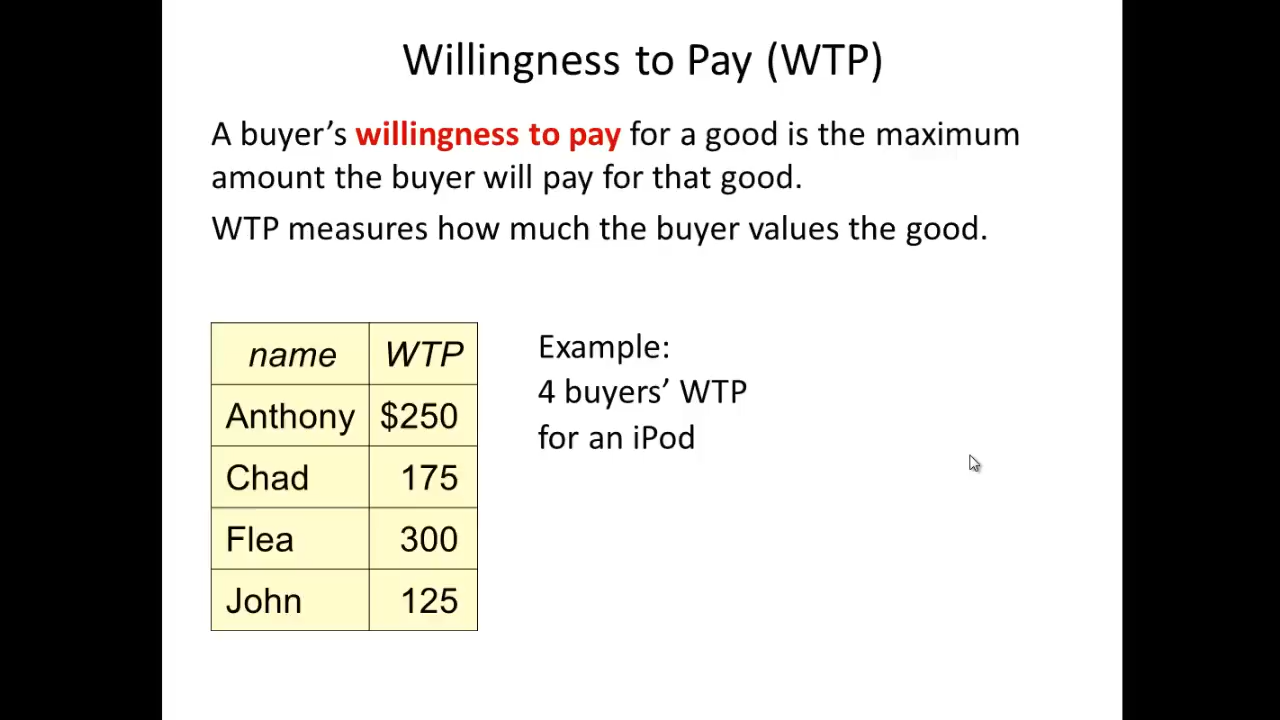 Willingness to Pay (WTP)
A buyer’s willingness to pay for a good is the maximum
amount the buyer will pay for that good.
WTP measures how much the buyer values the good.
name WTP
Anthony $250
Chad 175
Flea 300
John 125
Example:
4 buyers’ WTP
for an iPod